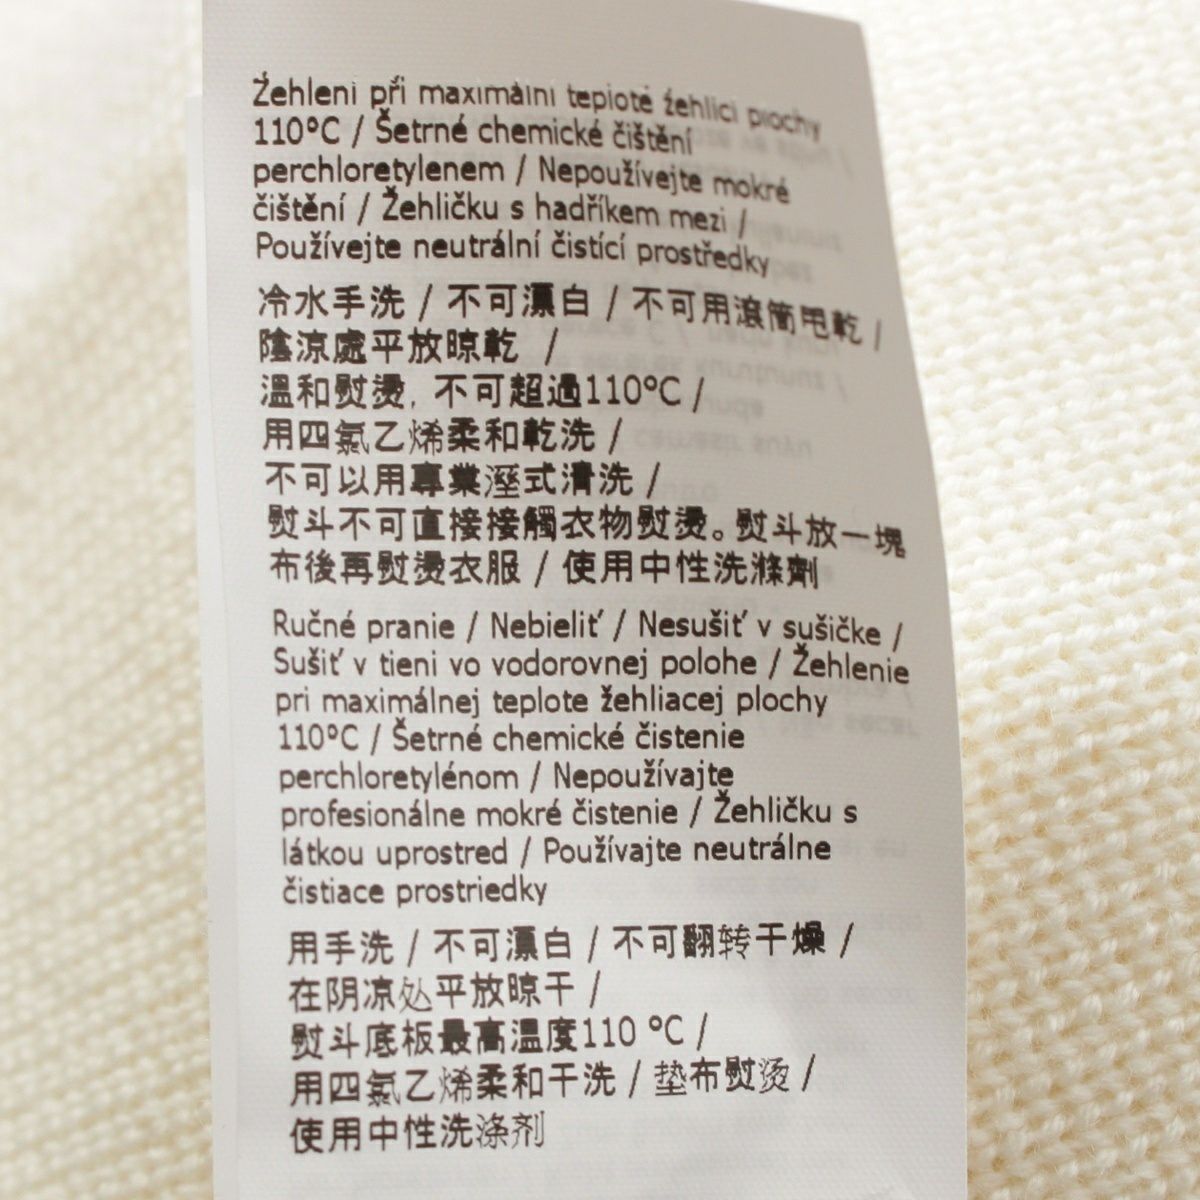 Žehlení při maximální teplotě žehlicí plochy
110°C / Šetrné chemické čištění
perchloretylenem / Nepoužívejte mokré
čištění / Žehličku s hadříkem mezi /
Používejte neutrální čistící prostředky
冷水手洗 / 不可漂白 / 不可用滾筒甩乾 /
陰涼處平放晾乾 /
溫和熨燙, 不可超過110°C /
用四氯乙烯柔和乾洗 /
不可以用專業溼式清洗 /
熨斗不可直接接觸衣物熨燙。熨斗放一塊
布後再熨燙衣服 / 使用中性洗滌劑
Ručné pranie / Nebieliť / Nesušiť v sušičke /
Sušiť v tieni vo vodorovnej polohe / Žehlenie
pri maximálnej teplote žehliacej plochy
110°C / Šetrné chemické čistenie
perchloretylénom / Nepoužívajte
profesionálne mokré čistenie / Žehličku s
látkou uprostred / Používajte neutrálne
čistiace prostriedky
用手洗 / 不可漂白 / 不可翻转干燥 /
在阴凉处平放晾干 /
熨斗底板最高温度110 °C /
用四氯乙烯柔和干洗 / 垫布熨烫 /
使用中性洗涤剂